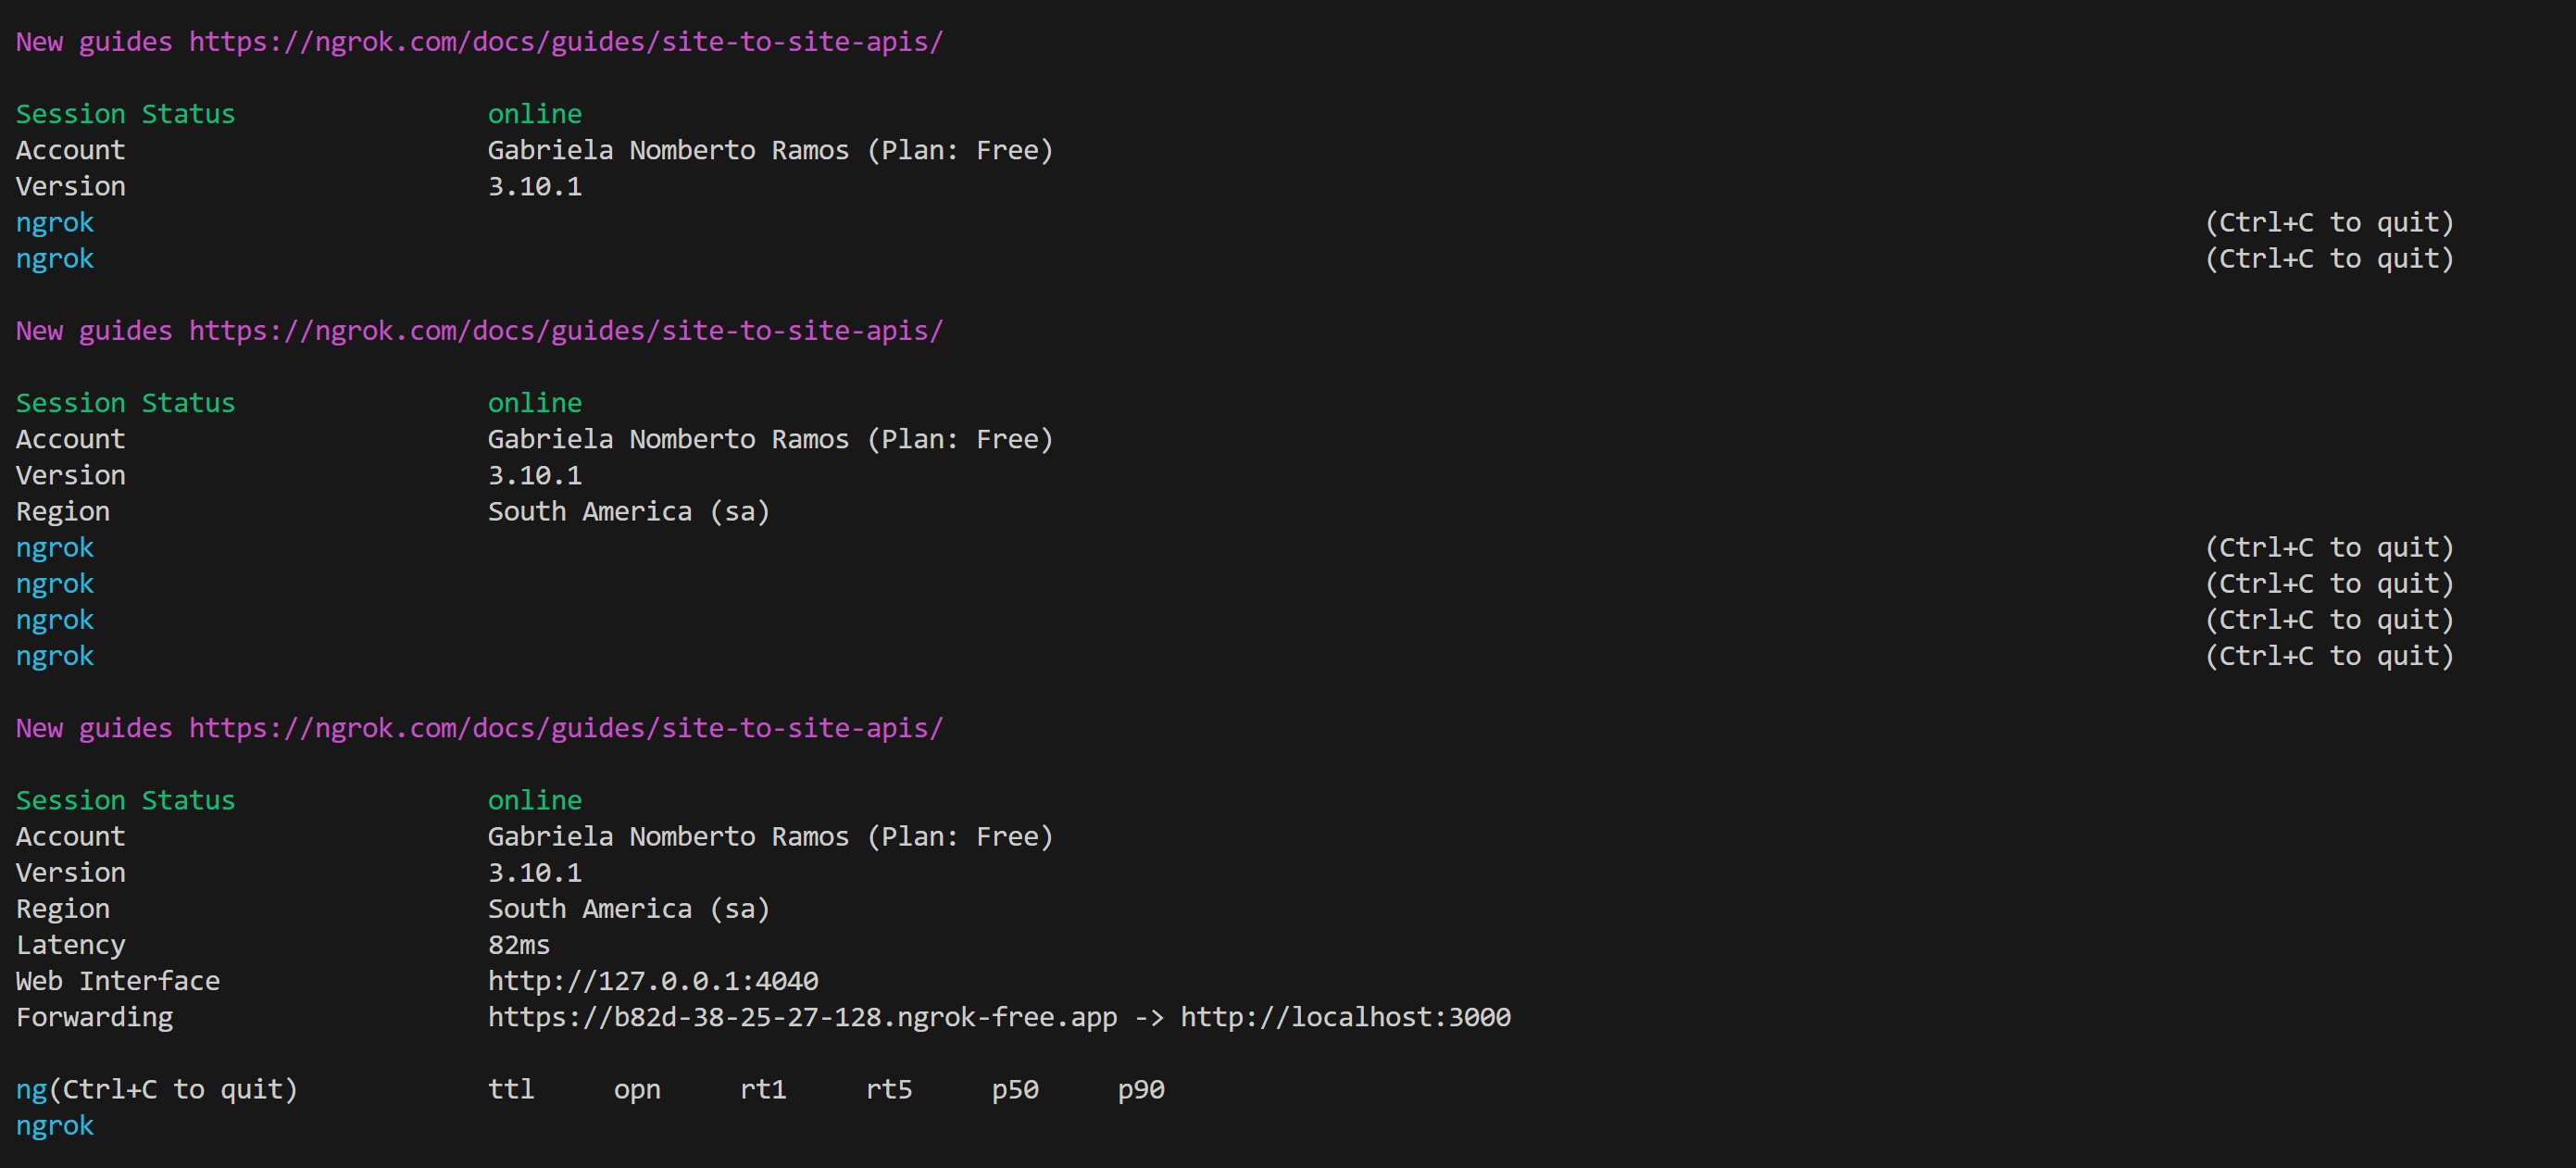 New guides https://ngrok.com/docs/guides/site-to-site-apis/
Session Status online
Account Gabriela Nomberto Ramos (Plan: Free)
Version 3.10.1
ngrok (Ctrl+C to quit)
ngrok (Ctrl+C to quit)
New guides https://ngrok.com/docs/guides/site-to-site-apis/
Session Status online
Account Gabriela Nomberto Ramos (Plan: Free)
Version 3.10.1
Region South America (sa)
ngrok (Ctrl+C to quit)
ngrok (Ctrl+C to quit)
ngrok (Ctrl+C to quit)
ngrok (Ctrl+C to quit)
New guides https://ngrok.com/docs/guides/site-to-site-apis/
Session Status online
Account Gabriela Nomberto Ramos (Plan: Free)
Version 3.10.1
Region South America (sa)
Latency 82ms
Web Interface http://127.0.0.1:4040
Forwarding https://b82d-38-25-27-128.ngrok-free.app -> http://localhost:3000
ng(Ctrl+C to quit) ttl opn rt1 rt5 p50 p90
ngrok